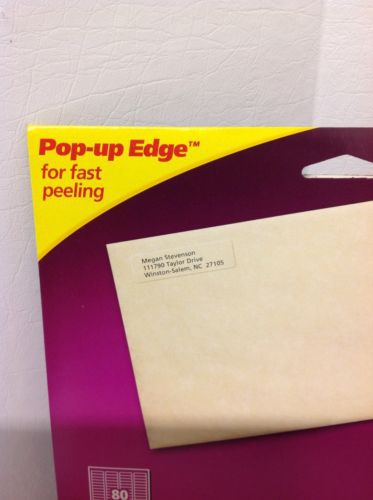 Pop-up Edge™
for fast
peeling
Megan Stevenson
111790 Taylor Drive
Winston-Salem, NC 27105
80